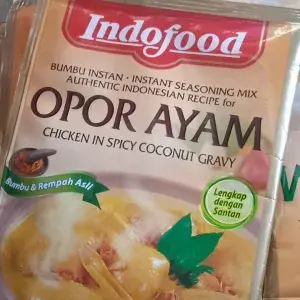 Indofood
BUMBU INSTAN · INSTANT SEASONING MIX
AUTHENTIC INDONESIAN RECIPE for
OPOR AYAM
CHICKEN IN SPICY COCONUT GRAVY
Bumbu & Rempah Asli
Lengkap
dengan
Santan